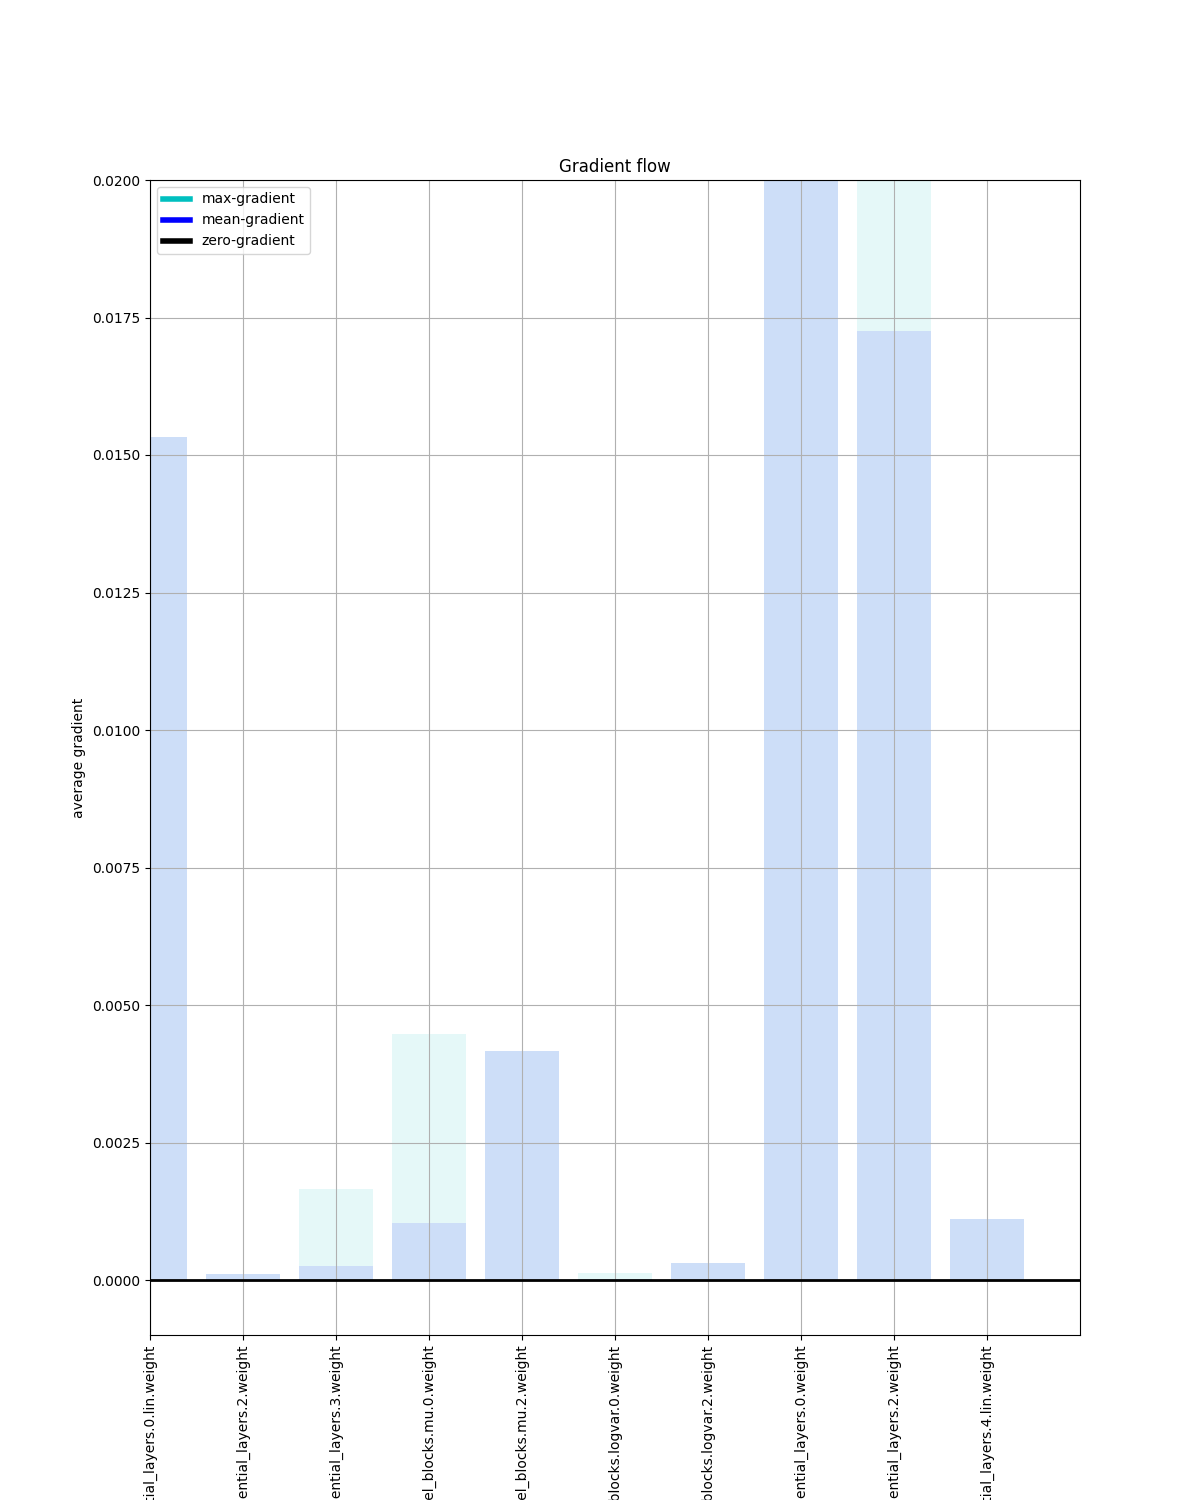 Gradient flow
max-gradient
mean-gradient
zero-gradient
0.0200
0.0175
0.0150
0.0125
0.0100
0.0075
0.0050
0.0025
0.0000
average gradient
tial_layers.0.lin.weight
ential_layers.2.weight
ential_layers.3.weight
el_blocks.mu.0.weight
el_blocks.mu.2.weight
blocks.logvar.0.weight
blocks.logvar.2.weight
ential_layers.0.weight
ential_layers.2.weight
tial_layers.4.lin.weight